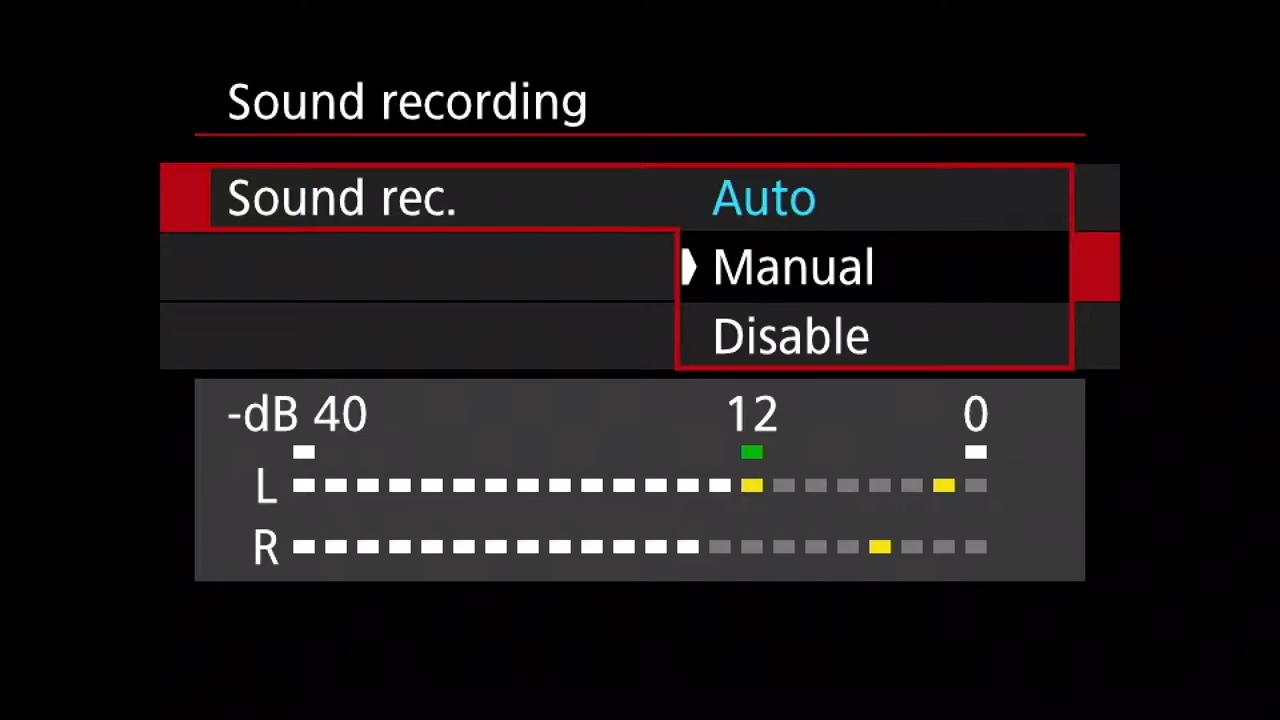 Sound recording
Sound rec. Auto
Manual
Disable
-dB 40 12 0
L
R